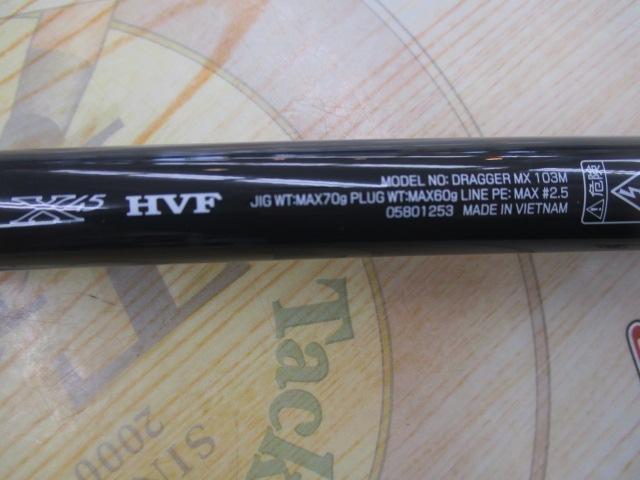 X45 HVF
MODEL NO: DRAGGER MX 103M
JIG WT:MAX70g PLUG WT:MAX60g LINE PE: MAX #2.5
05801253 MADE IN VIETNAM
危険
Tack
SIN
2000